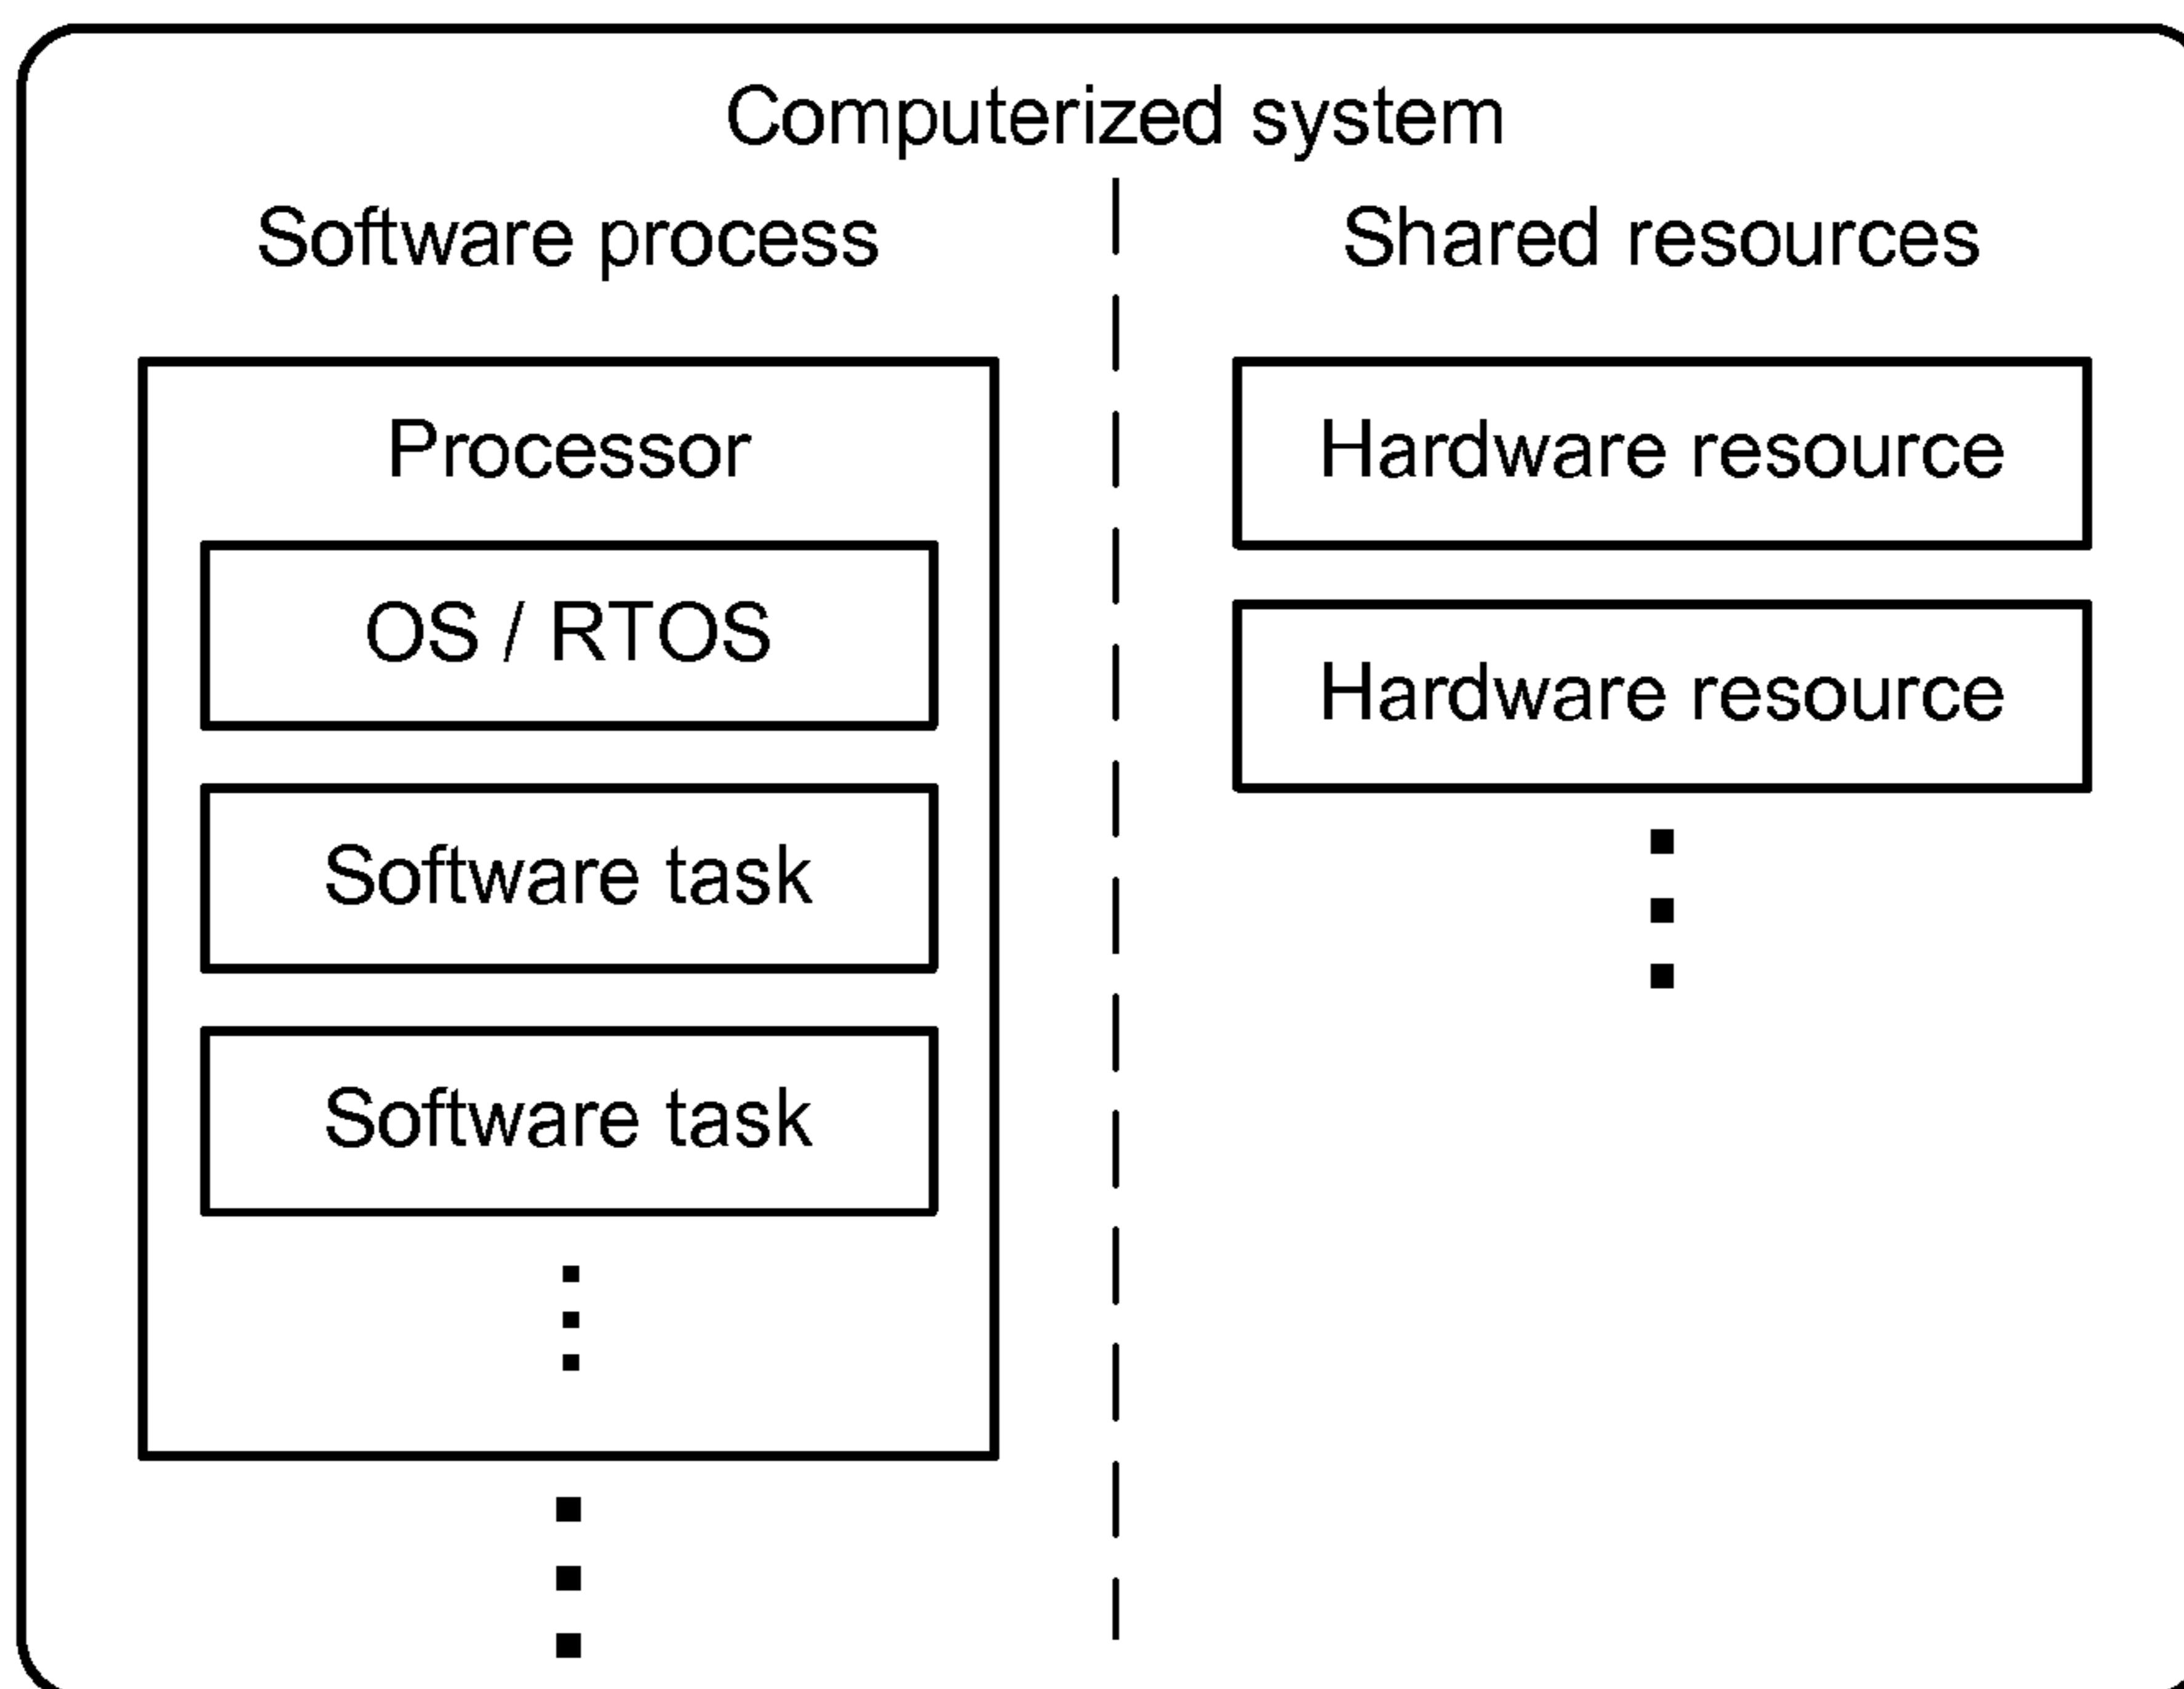 Computerized system
Software process
Shared resources
Processor
OS / RTOS
Software task
Software task
Hardware resource
Hardware resource